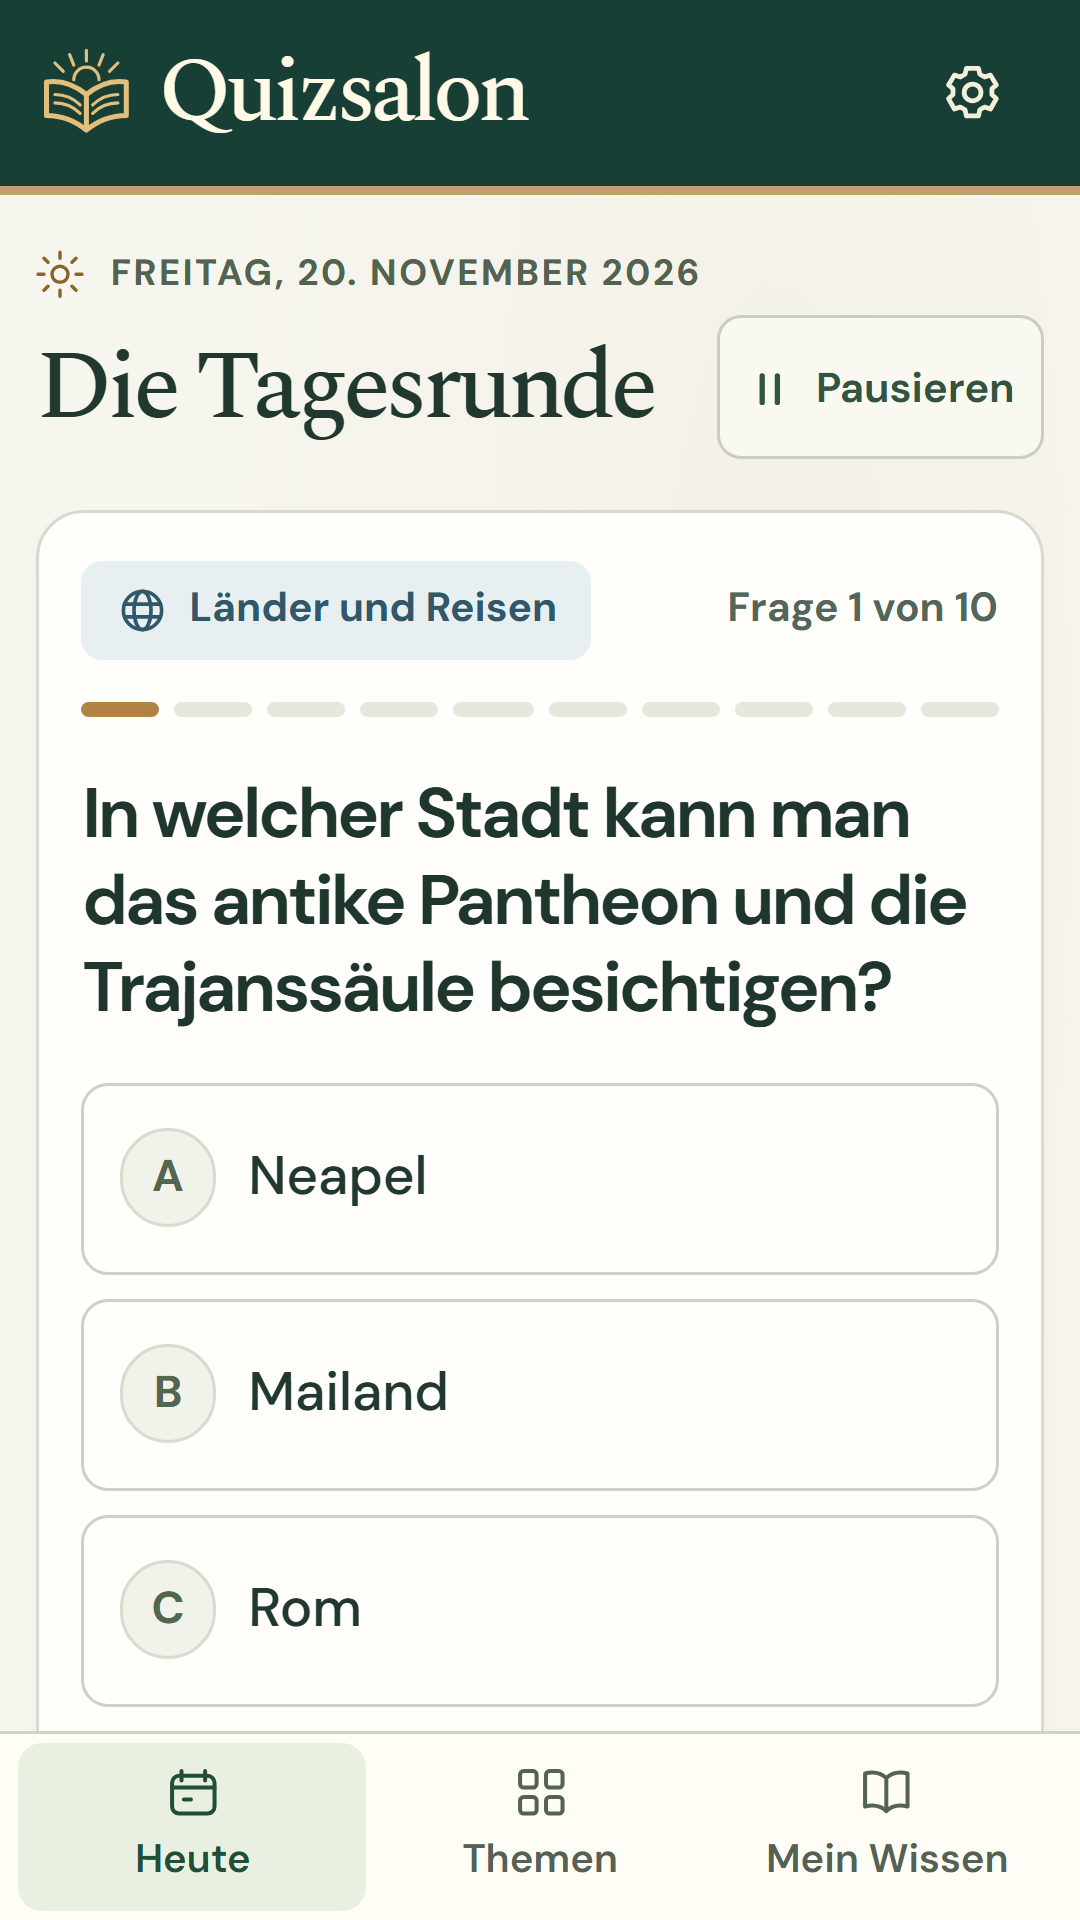 Quizsalon
FREITAG, 20. NOVEMBER 2026
Die Tagesrunde
Pausieren
Länder und Reisen
Frage 1 von 10
In welcher Stadt kann man
das antike Pantheon und die
Trajanssäule besichtigen?
A Neapel
B Mailand
C Rom
Heute
Themen
Mein Wissen